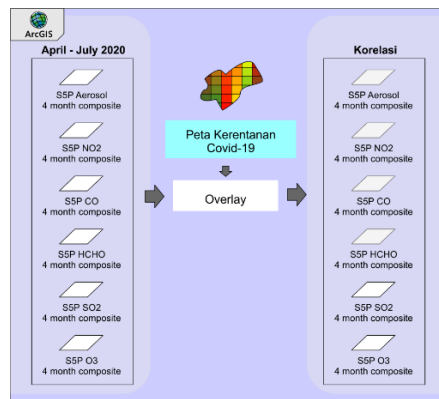 ArcGIS
April - July 2020
S5P Aerosol
4 month composite
S5P NO2
4 month composite
S5P CO
4 month composite
S5P HCHO
4 month composite
S5P SO2
4 month composite
S5P O3
4 month composite
Peta Kerentanan
Covid-19
Overlay
Korelasi
S5P Aerosol
4 month composite
S5P NO2
4 month composite
S5P CO
4 month composite
S5P HCHO
4 month composite
S5P SO2
4 month composite
S5P O3
4 month composite